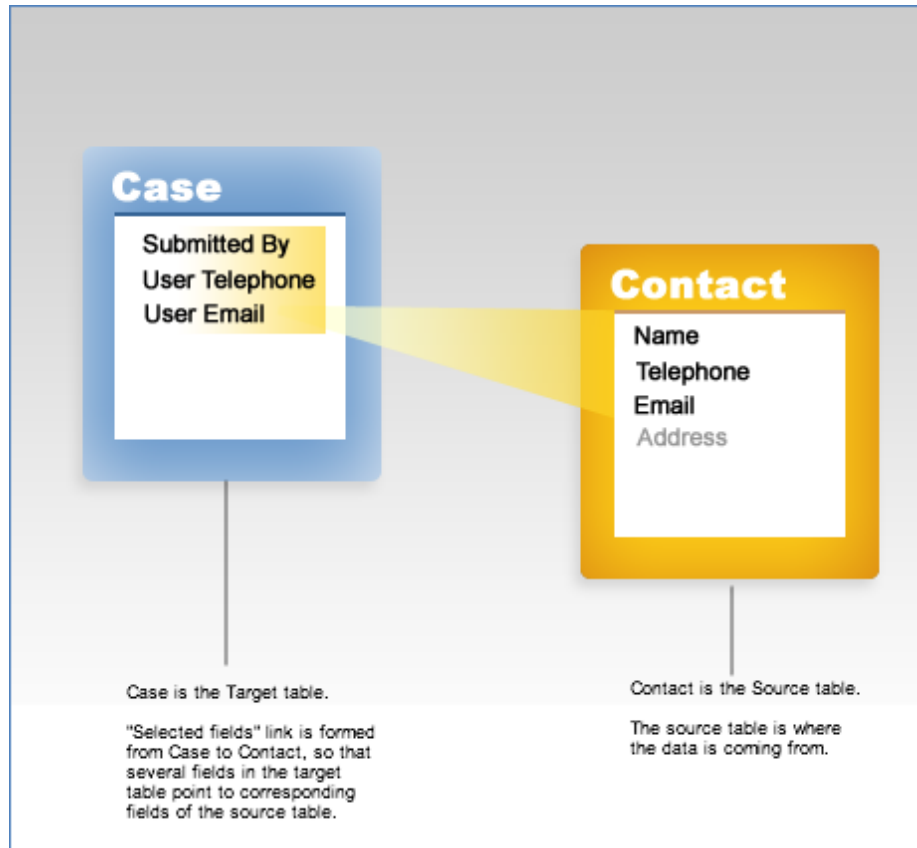 Case
Submitted By
User Telephone
User Email
Contact
Name
Telephone
Email
Address
Case is the Target table.
"Selected fields" link is formed
from Case to Contact, so that
several fields in the target
table point to corresponding
fields of the source table.
Contact is the Source table.
The source table is where
the data is coming from.